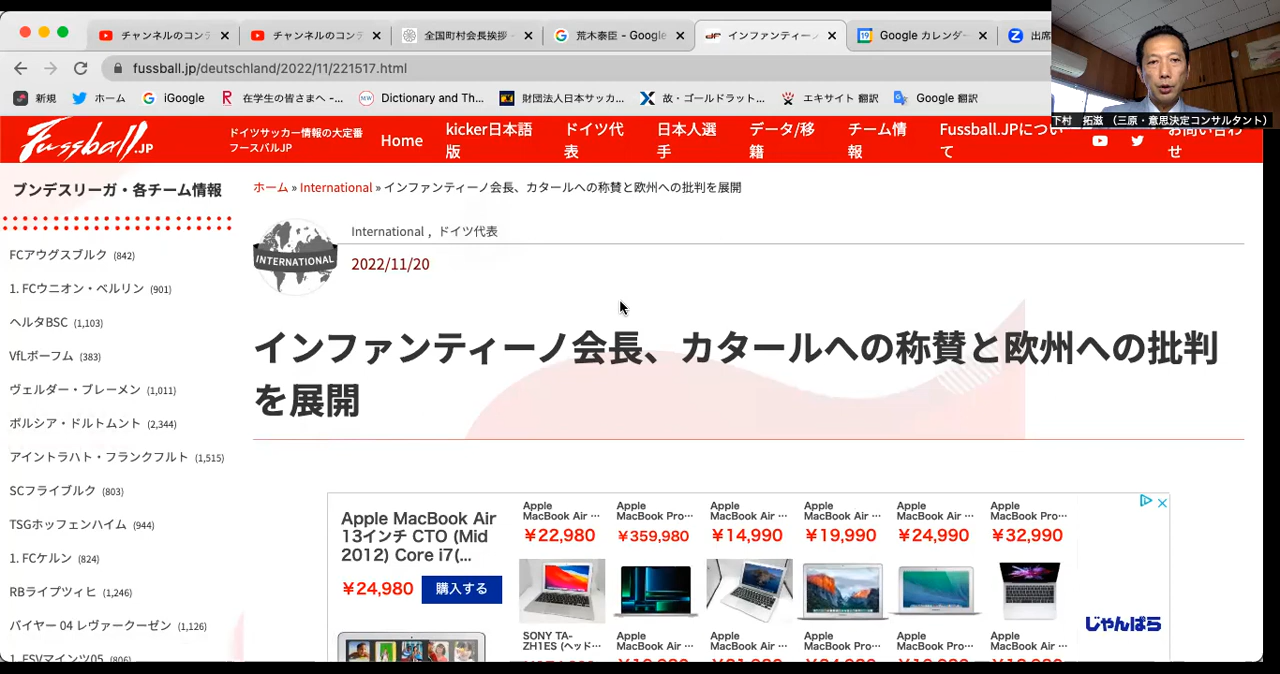 チャンネルのコン
チャンネルのコン
全国町村会長挨拶
荒木泰臣 - Google
インファンティーノ
Google カレンダー
出席
fussball.jp/deutschland/2022/11/221517.html
新規
ホーム
iGoogle
在学生の皆さまへ -...
Dictionary and Th...
財団法人日本サッカ...
故・ゴールドラット...
エキサイト 翻訳
Google 翻訳
下村 拓滋 （三原・意思決定コンサルタント）
Fussball.JP
ドイツサッカー情報の大定番
フースバルJP
Home
kicker日本語版
ドイツ代表
日本人選手
データ/移籍
チーム情報
Fussball.JPについて
お問い合わせ
ブンデスリーガ・各チーム情報
ホーム » International » インファンティーノ会長、カタールへの称賛と欧州への批判を展開
INTERNATIONAL
International , ドイツ代表
2022/11/20
インファンティーノ会長、カタールへの称賛と欧州への批判
を展開
FCアウグスブルク (842)
1. FCウニオン・ベルリン (901)
ヘルタBSC (1,103)
VfLボーフム (383)
ヴェルダー・ブレーメン (1,011)
ボルシア・ドルトムント (2,344)
アイントラハト・フランクフルト (1,515)
SCフライブルク (803)
TSGホッフェンハイム (944)
1. FCケルン (824)
RBライプツィヒ (1,246)
バイヤー 04 レヴァークーゼン (1,126)
1. FSVマインツ05 (806)
Apple MacBook Air
13インチ CTO (Mid
2012) Core i7(...
¥24,980 購入する
Apple
MacBook Air ...
¥22,980
Apple
MacBook Pro...
¥359,980
Apple
MacBook Air ...
¥14,990
Apple
MacBook Air ...
¥19,990
Apple
MacBook Air ...
¥24,990
Apple
MacBook Pro...
¥32,990
SONY TA-
ZH1ES (ヘッド...
Apple
MacBook Air ...
Apple
MacBook Air ...
Apple
MacBook Pro...
Apple
MacBook Pro...
Apple
MacBook Air ...
じゃんぱら